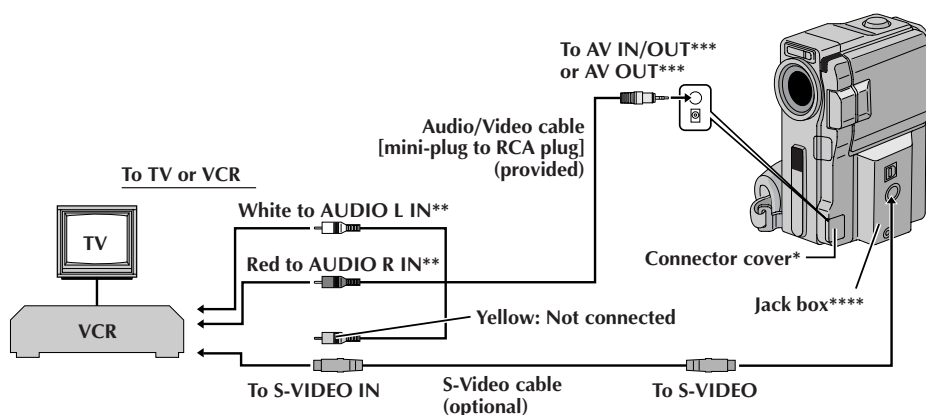 To AV IN/OUT***
or AV OUT***
Audio/Video cable
[mini-plug to RCA plug]
(provided)
To TV or VCR
White to AUDIO L IN**
TV
Red to AUDIO R IN**
Connector cover*
Jack box****
Yellow: Not connected
VCR
To S-VIDEO IN
S-Video cable
(optional)
To S-VIDEO